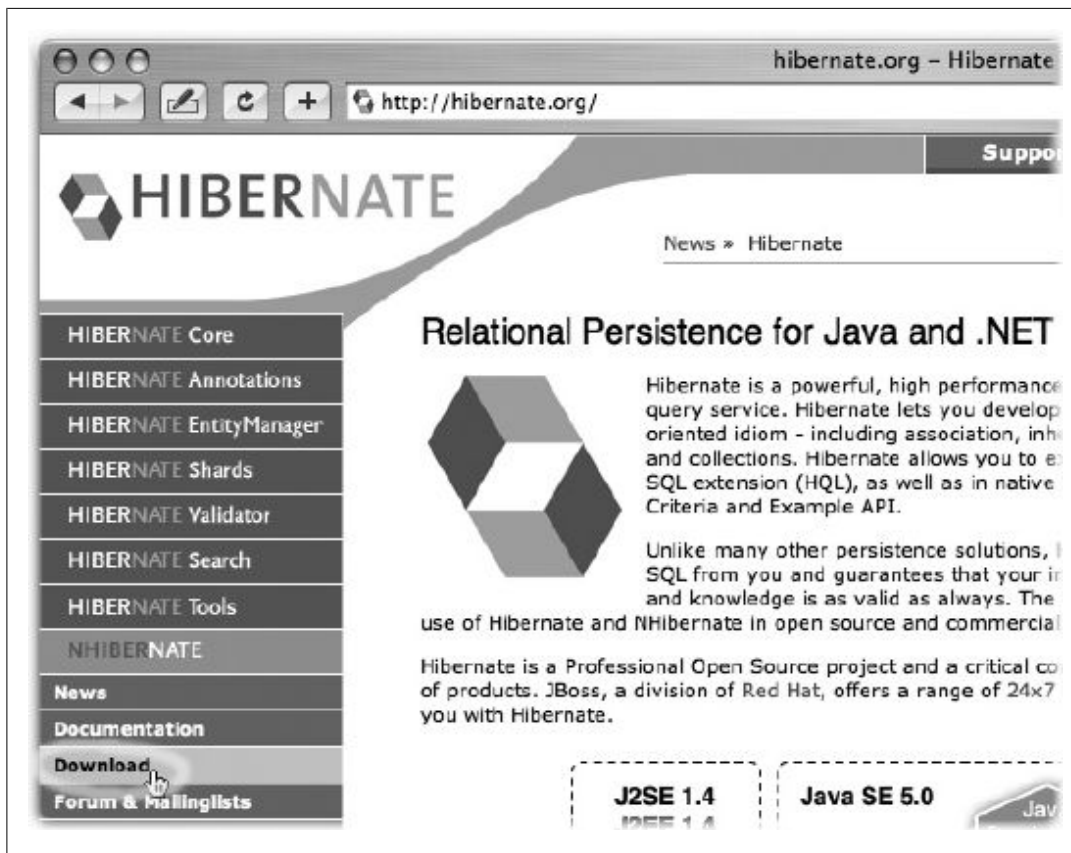 hibernate.org – Hibernate
http://hibernate.org/
HIBERNATE
News » Hibernate
HIBERNATE Core
HIBERNATE Annotations
HIBERNATE EntityManager
HIBERNATE Shards
HIBERNATE Validator
HIBERNATE Search
HIBERNATE Tools
NHIBERNATE
News
Documentation
Download
Forum & Mailinglists
Relational Persistence for Java and .NET
Hibernate is a powerful, high performance
query service. Hibernate lets you develop
oriented idiom - including association,
and collections. Hibernate allows you to
SQL extension (HQL), as well as in native
Criteria and Example API.
Unlike many other persistence solutions,
SQL from you and guarantees that your
and knowledge is as valid as always. The
use of Hibernate and NHibernate in open source and commercial
Hibernate is a Professional Open Source project and a critical
of products. JBoss, a division of Red Hat, offers a range of 24x7
you with Hibernate.
J2SE 1.4
J2EE 1.4
Java SE 5.0